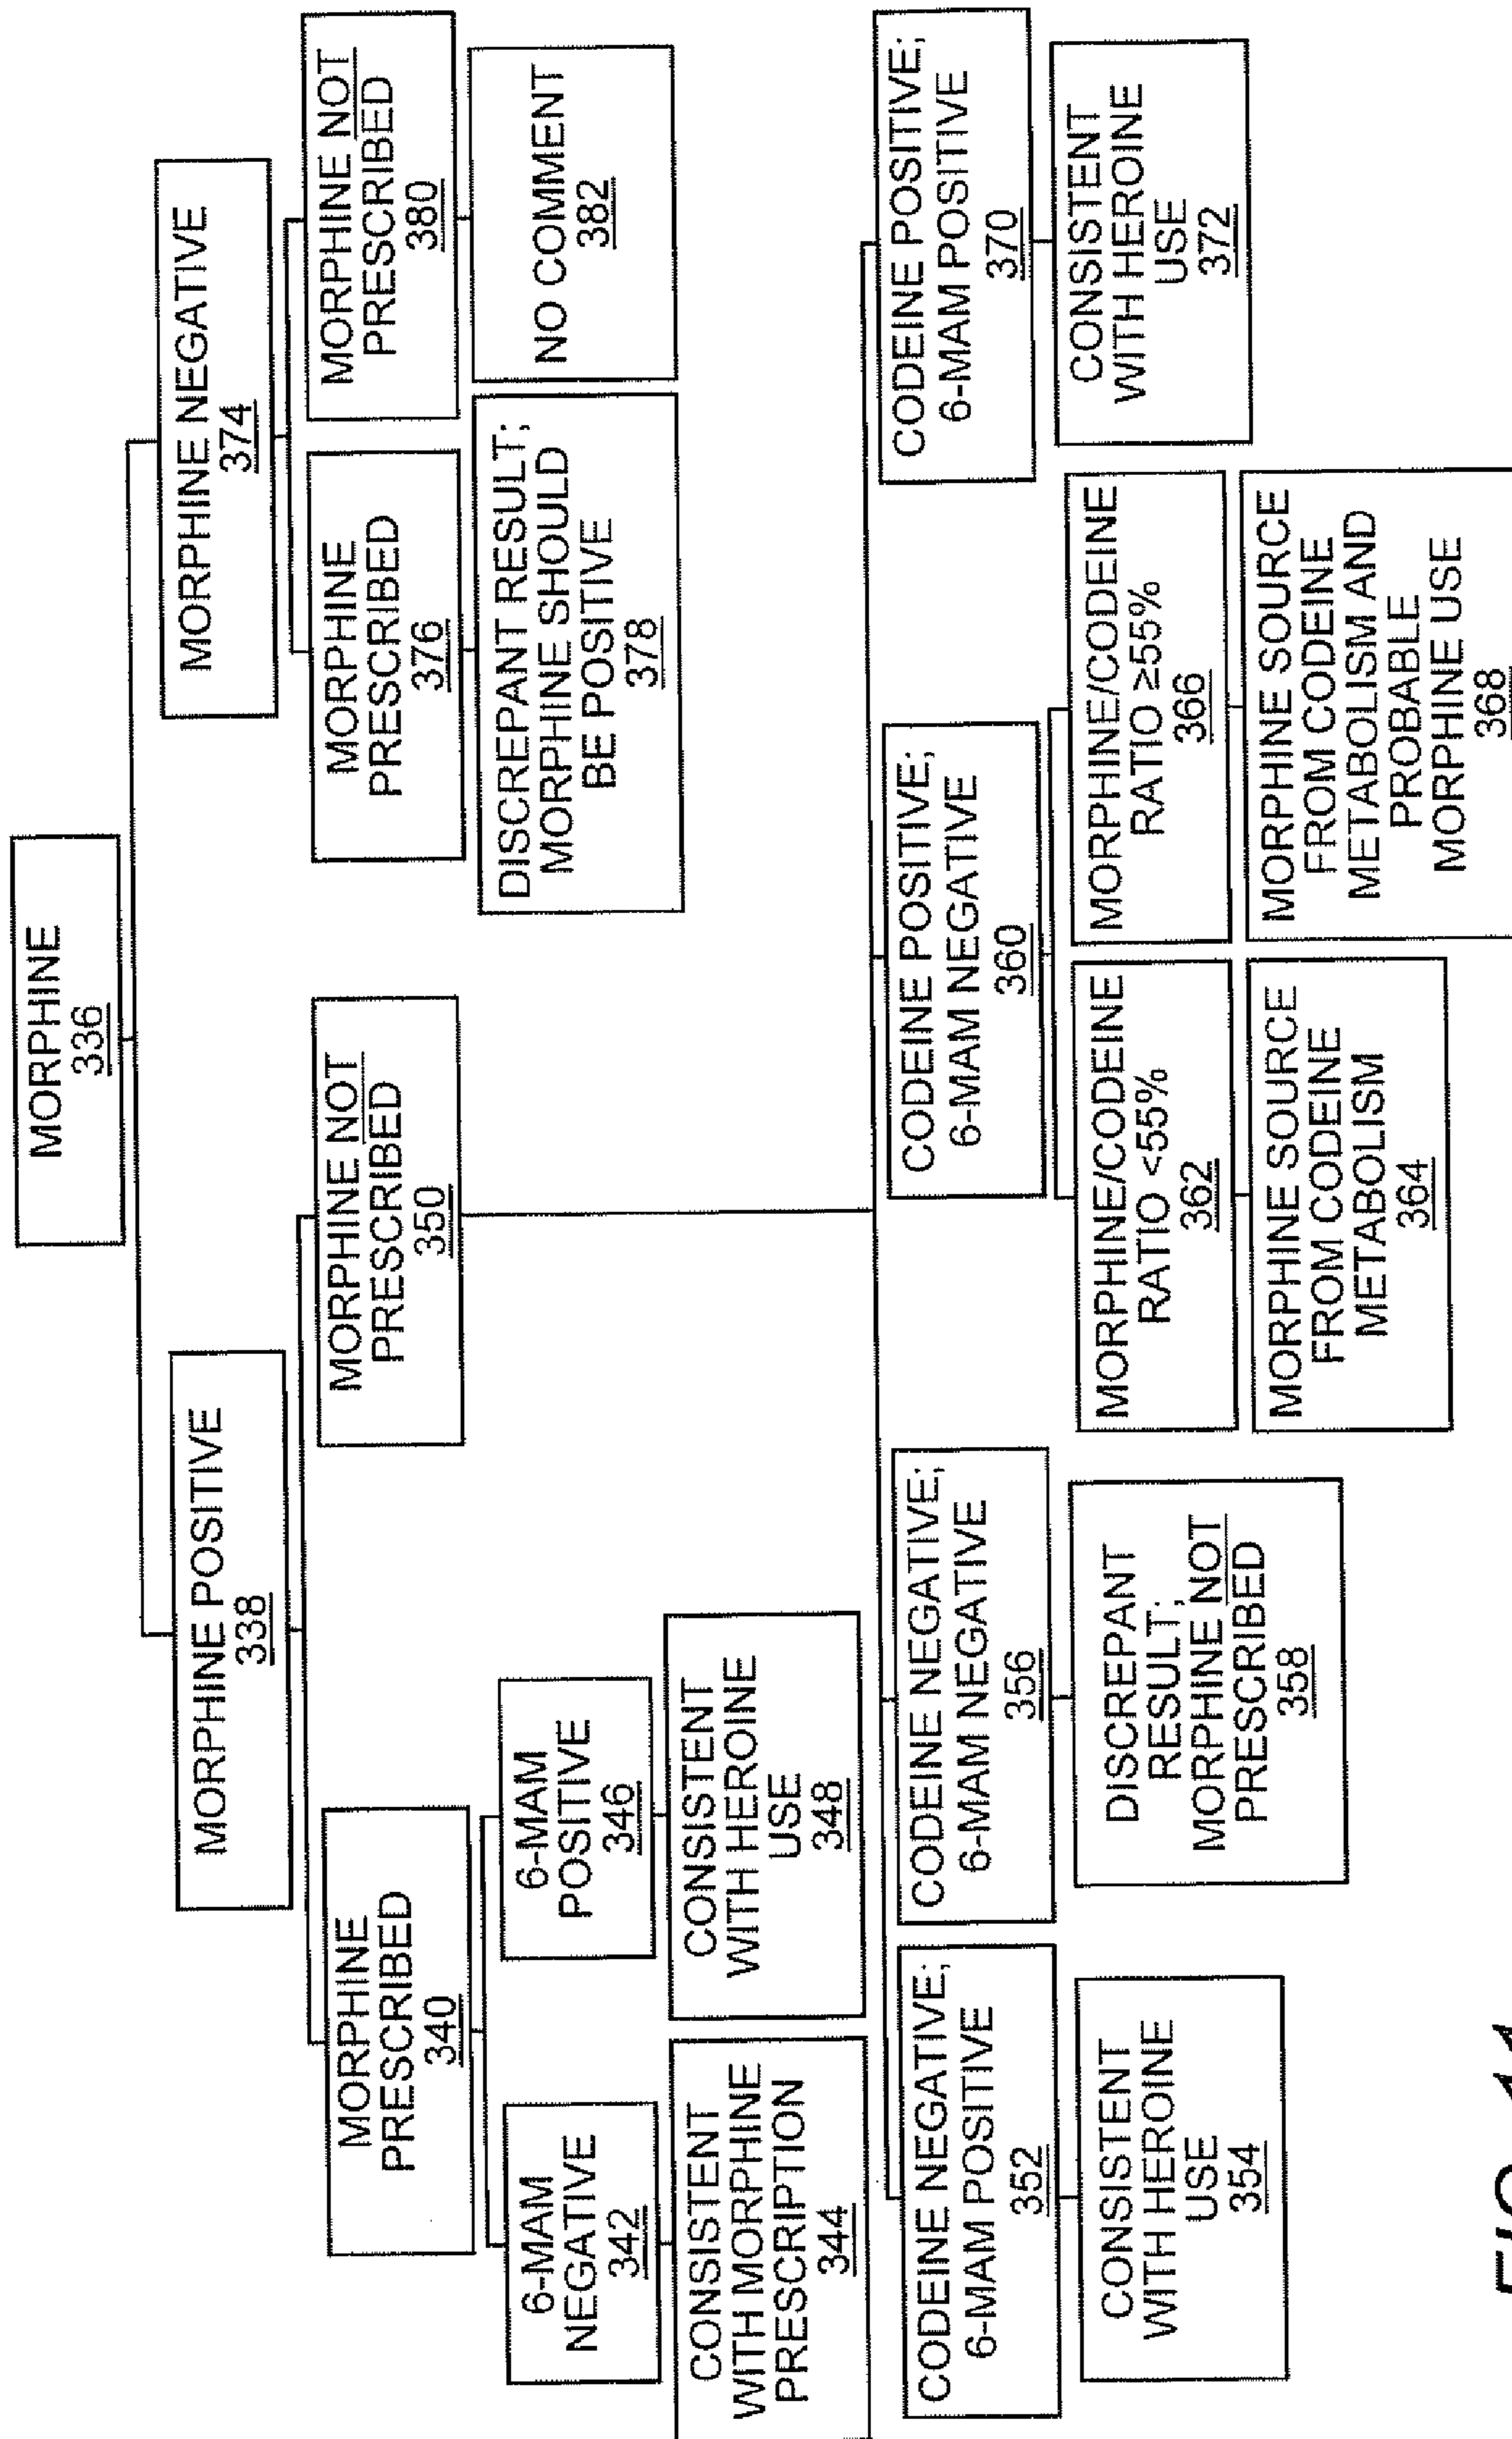 MORPHINE
336
MORPHINE POSITIVE
338
MORPHINE NEGATIVE
374
MORPHINE
PRESCRIBED
340
MORPHINE NOT
PRESCRIBED
350
MORPHINE
PRESCRIBED
376
MORPHINE NOT
PRESCRIBED
380
6-MAM
NEGATIVE
342
6-MAM
POSITIVE
346
DISCREPANT RESULT;
MORPHINE SHOULD
BE POSITIVE
378
NO COMMENT
382
CONSISTENT
WITH MORPHINE
PRESCRIPTION
344
CONSISTENT
WITH HEROINE
USE
348
CODEINE NEGATIVE;
6-MAM POSITIVE
352
CODEINE NEGATIVE;
6-MAM NEGATIVE
356
CODEINE POSITIVE;
6-MAM NEGATIVE
360
CODEINE POSITIVE;
6-MAM POSITIVE
370
CONSISTENT
WITH HEROINE
USE
354
DISCREPANT
RESULT;
MORPHINE NOT
PRESCRIBED
358
MORPHINE/CODEINE
RATIO <55%
362
MORPHINE/CODEINE
RATIO ≥55%
366
CONSISTENT
WITH HEROINE
USE
372
MORPHINE SOURCE
FROM CODEINE
METABOLISM
364
MORPHINE SOURCE
FROM CODEINE
METABOLISM AND
PROBABLE
MORPHINE USE
368